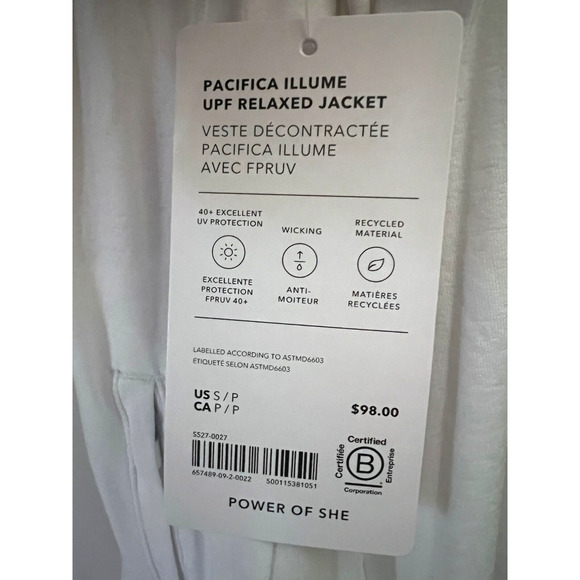 PACIFICA ILLUME
UPF RELAXED JACKET
VESTE DÉCONTRACTÉE
PACIFICA ILLUME
AVEC FPRUV
40+ EXCELLENT
UV PROTECTION
EXCELLENTE
PROTECTION
FPRUV 40+
WICKING
ANTI-
MOITEUR
RECYCLED
MATERIAL
MATIÈRES
RECYCLÉES
LABELLED ACCORDING TO ASTMD6603
ÉTIQUETÉ SELON ASTMD6603
US S / P
CA P / P
$98.00
SS27-0027
657489-09-2-0022 S00115381051
Certified
Certifiée
B
Entreprise
Corporation
POWER OF SHE